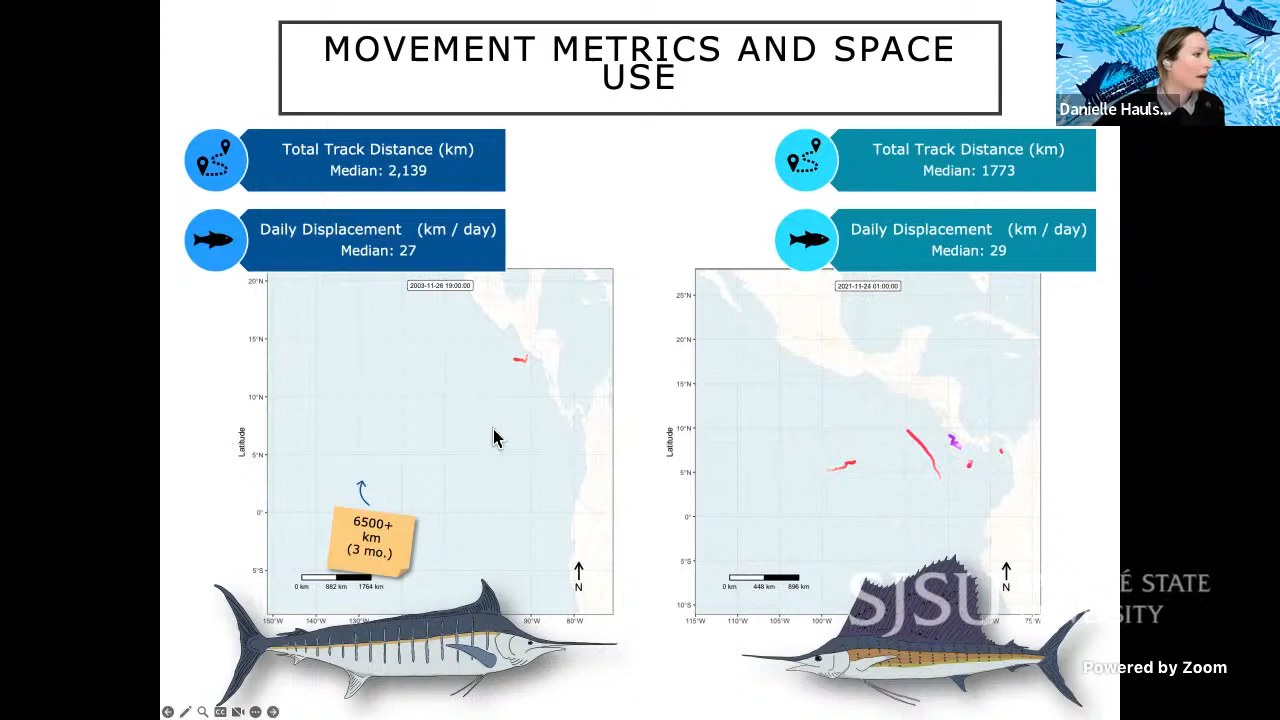 MOVEMENT METRICS AND SPACE
USE
Danielle Hauls...
Total Track Distance (km)
Median: 2,139
Daily Displacement (km / day)
Median: 27
Total Track Distance (km)
Median: 1773
Daily Displacement (km / day)
Median: 29
2003-11-26 19:00:00
20°N
15°N
10°N
5°N
0°
5°S
Latitude
6500+
km
(3 mo.)
0 km 882 km 1764 km
N
150°W 140°W 130°W 90°W 80°W
2021-11-24 01:00:00
25°N
20°N
15°N
10°N
5°N
0°
5°S
10°S
Latitude
0 km 448 km 896 km
N
115°W 110°W 105°W 100°W 75°W
SJSU STATE
Powered by Zoom
CC